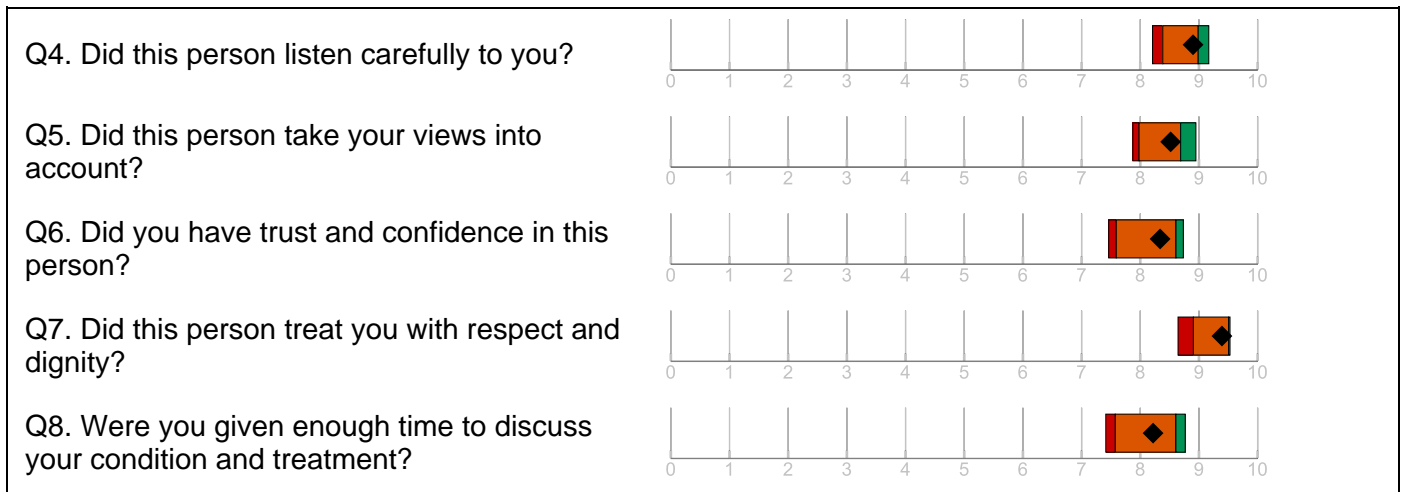 Q4. Did this person listen carefully to you?
0 1 2 3 4 5 6 7 8 9 10
Q5. Did this person take your views into
account?
0 1 2 3 4 5 6 7 8 9 10
Q6. Did you have trust and confidence in this
person?
0 1 2 3 4 5 6 7 8 9 10
Q7. Did this person treat you with respect and
dignity?
0 1 2 3 4 5 6 7 8 9 10
Q8. Were you given enough time to discuss
your condition and treatment?
0 1 2 3 4 5 6 7 8 9 10